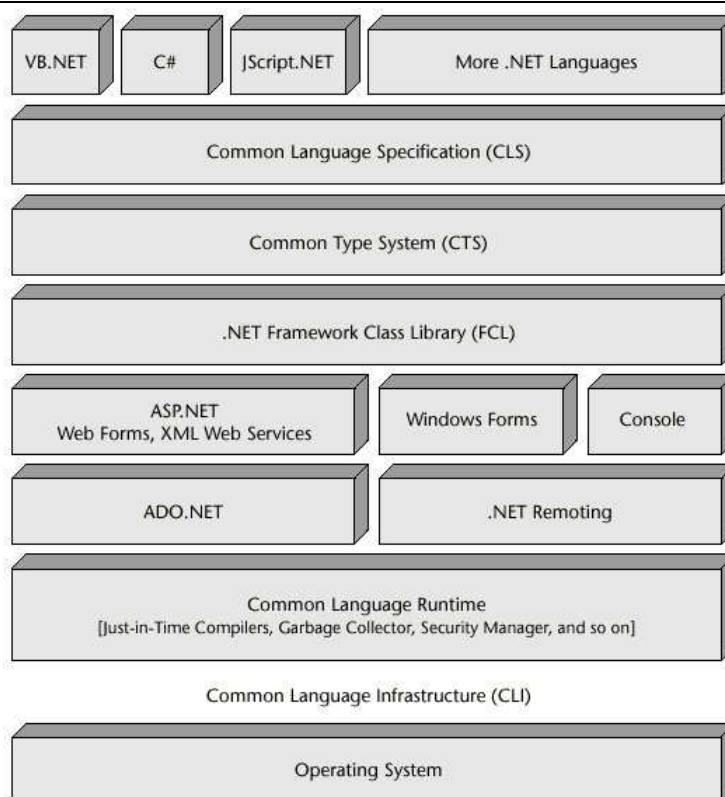 VB.NET
C#
JScript.NET
More .NET Languages
Common Language Specification (CLS)
Common Type System (CTS)
.NET Framework Class Library (FCL)
ASP.NET
Web Forms, XML Web Services
Windows Forms
Console
ADO.NET
.NET Remoting
Common Language Runtime
[Just-in-Time Compilers, Garbage Collector, Security Manager, and so on]
Common Language Infrastructure (CLI)
Operating System